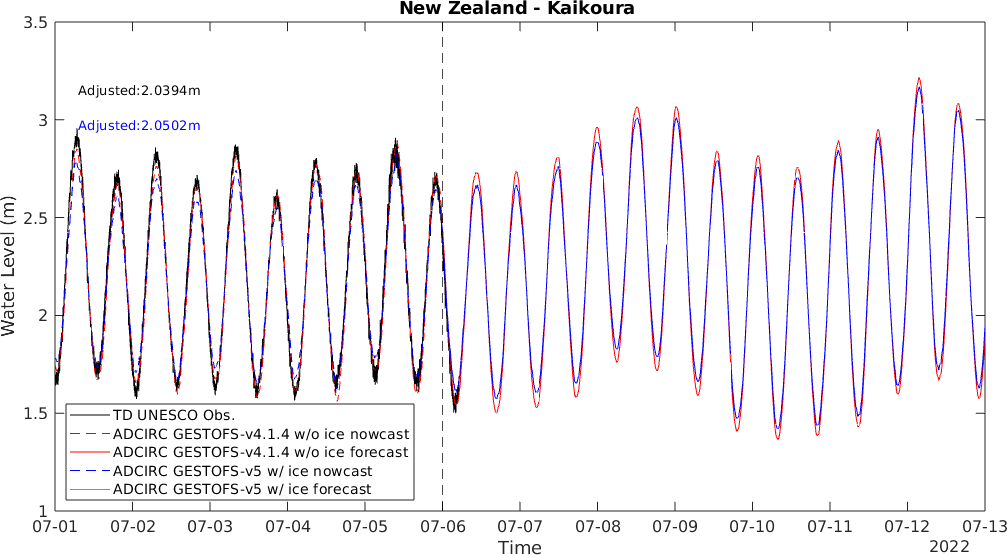 New Zealand - Kaikoura
3.5
3
2.5
2
1.5
1
Water Level (m)
Adjusted:2.0394m
Adjusted:2.0502m
TD UNESCO Obs.
ADCIRC GESTOFS-v4.1.4 w/o ice nowcast
ADCIRC GESTOFS-v4.1.4 w/o ice forecast
ADCIRC GESTOFS-v5 w/ ice nowcast
ADCIRC GESTOFS-v5 w/ ice forecast
07-01 07-02 07-03 07-04 07-05 07-06 07-07 07-08 07-09 07-10 07-11 07-12 07-13
Time
2022